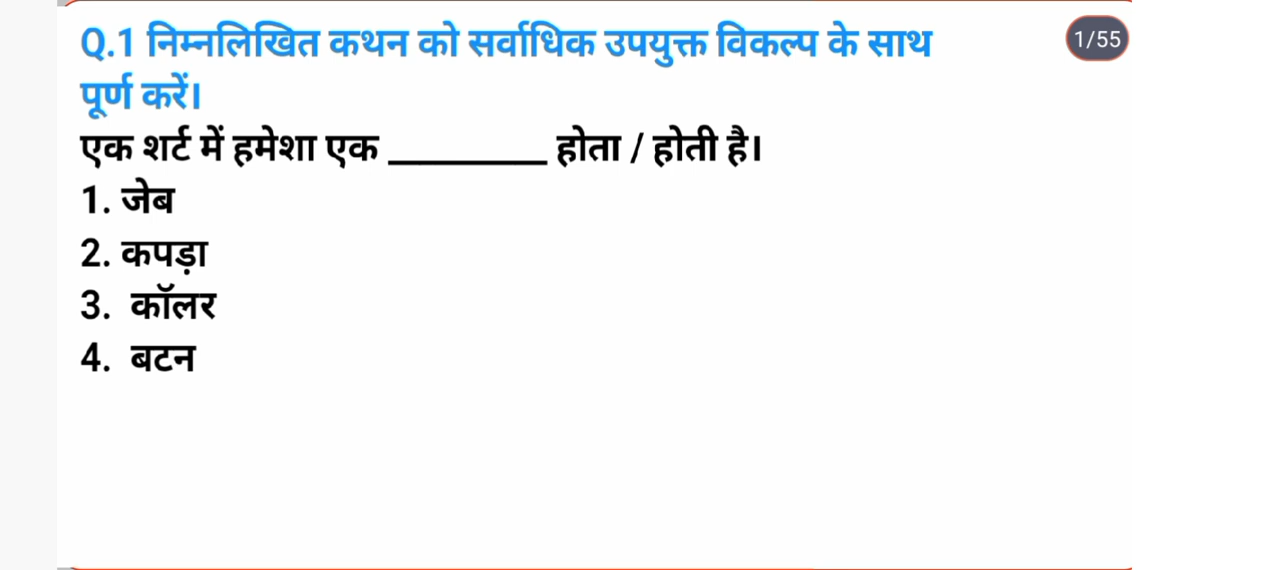 Q.1 निम्नलिखित कथन को सर्वाधिक उपयुक्त विकल्प के साथ
1/55
पूर्ण करें।
एक शर्ट में हमेशा एक ________ होता / होती है।
1. जेब
2. कपड़ा
3. कॉलर
4. बटन